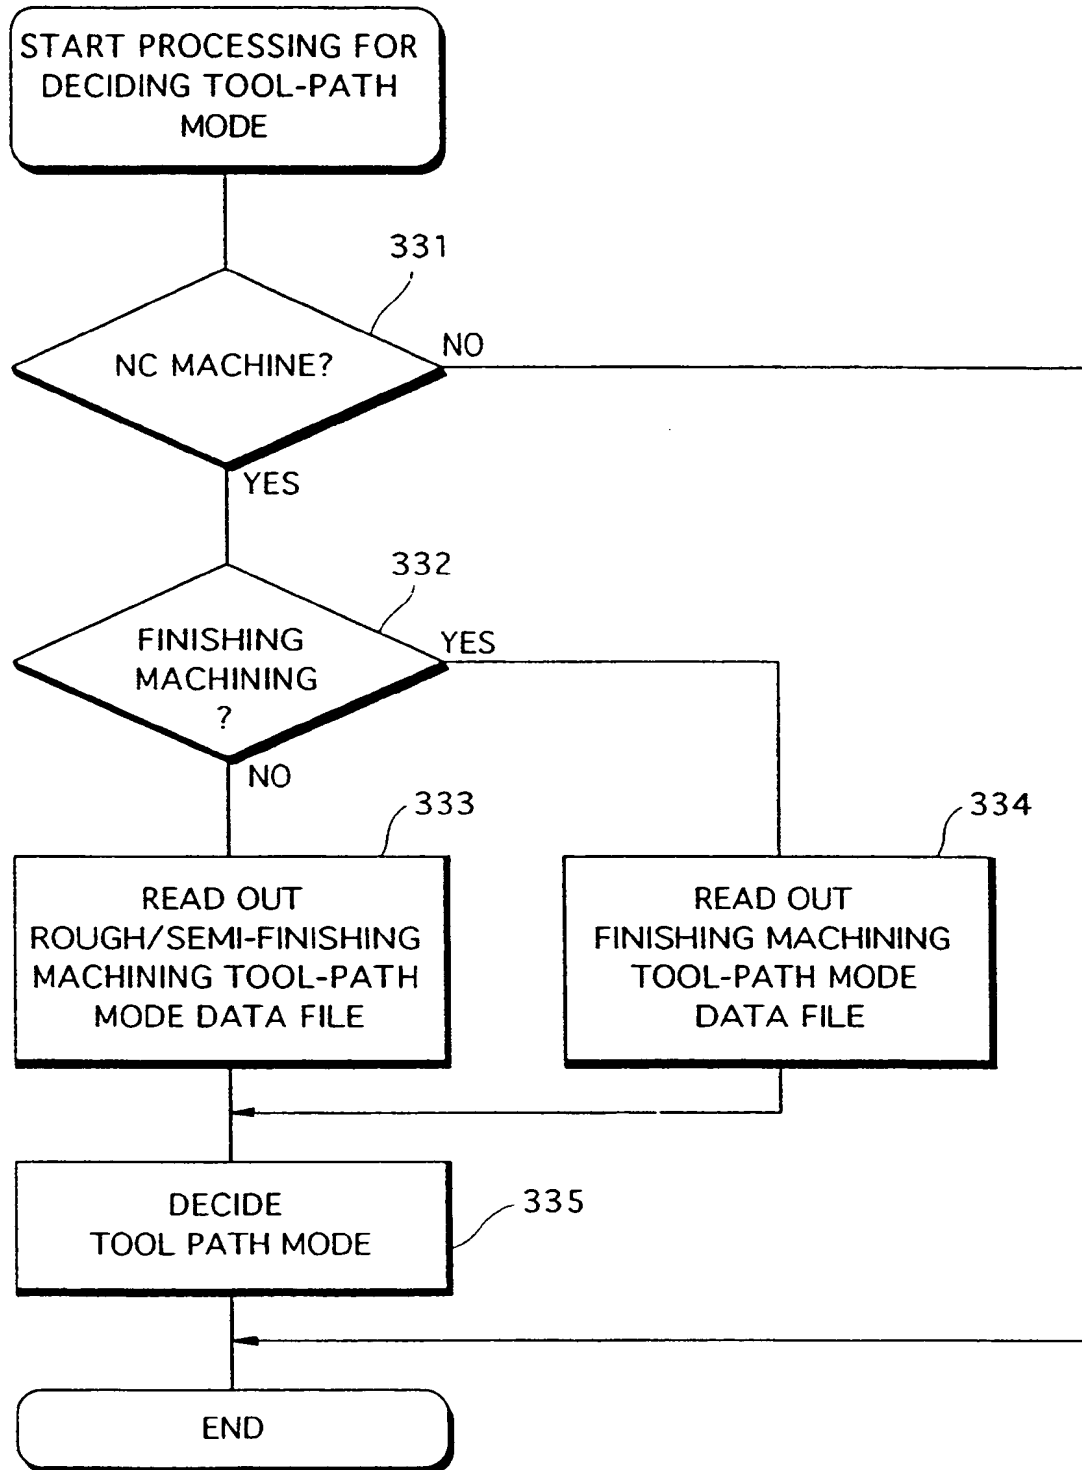 START PROCESSING FOR
DECIDING TOOL-PATH
MODE
331
NC MACHINE?
NO
YES
332
FINISHING
MACHINING
?
YES
NO
333
334
READ OUT
ROUGH/SEMI-FINISHING
MACHINING TOOL-PATH
MODE DATA FILE
READ OUT
FINISHING MACHINING
TOOL-PATH MODE
DATA FILE
DECIDE
TOOL PATH MODE
335
END